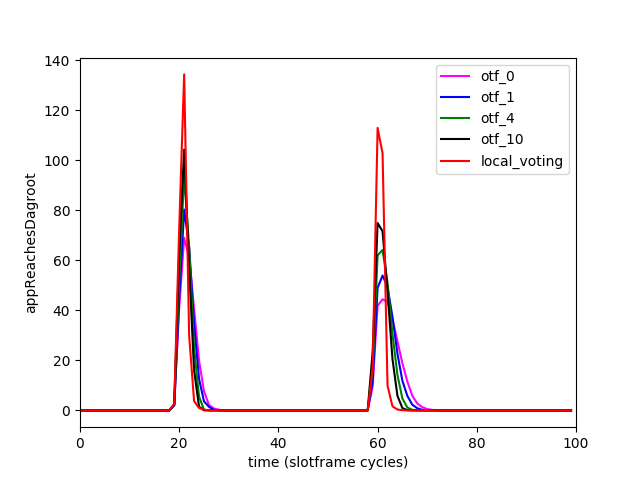 140
120
100
80
60
40
20
0
appReachesDagroot
0 20 40 60 80 100
time (slotframe cycles)
otf_0
otf_1
otf_4
otf_10
local_voting